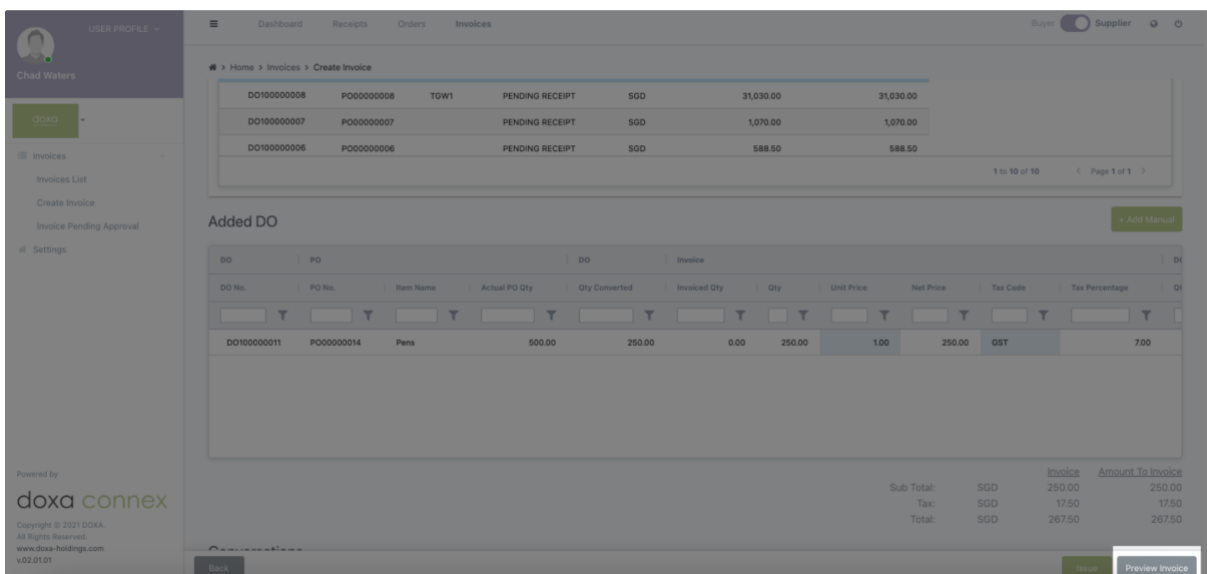 USER PROFILE
Chad Waters
doxa
Invoices
Invoices List
Create Invoice
Invoice Pending Approval
Settings
Powered by
doxa connex
Copyright © 2021 DOXA.
All Rights Reserved.
www.doxa-holdings.com
v.02.01.01
Dashboard Receipts Orders Invoices Buyer Supplier
> Home > Invoices > Create Invoice
DO100000008 PO00000008 TGW1 PENDING RECEIPT SGD 31,030.00 31,030.00
DO100000007 PO00000007 PENDING RECEIPT SGD 1,070.00 1,070.00
DO100000006 PO00000006 PENDING RECEIPT SGD 588.50 588.50
1 to 10 of 10 < Page 1 of 1 >
Added DO + Add Manual
DO PO DO Invoice
DO No. PO No. Item Name Actual PO Qty Qty Converted Invoiced Qty Qty Unit Price Net Price Tax Code Tax Percentage
DO100000011 PO00000014 Pens 500.00 250.00 0.00 250.00 1.00 250.00 GST 7.00
Invoice Amount To Invoice
Sub Total: SGD 250.00 250.00
Tax: SGD 17.50 17.50
Total: SGD 267.50 267.50
Conversations
Back Issue Preview Invoice